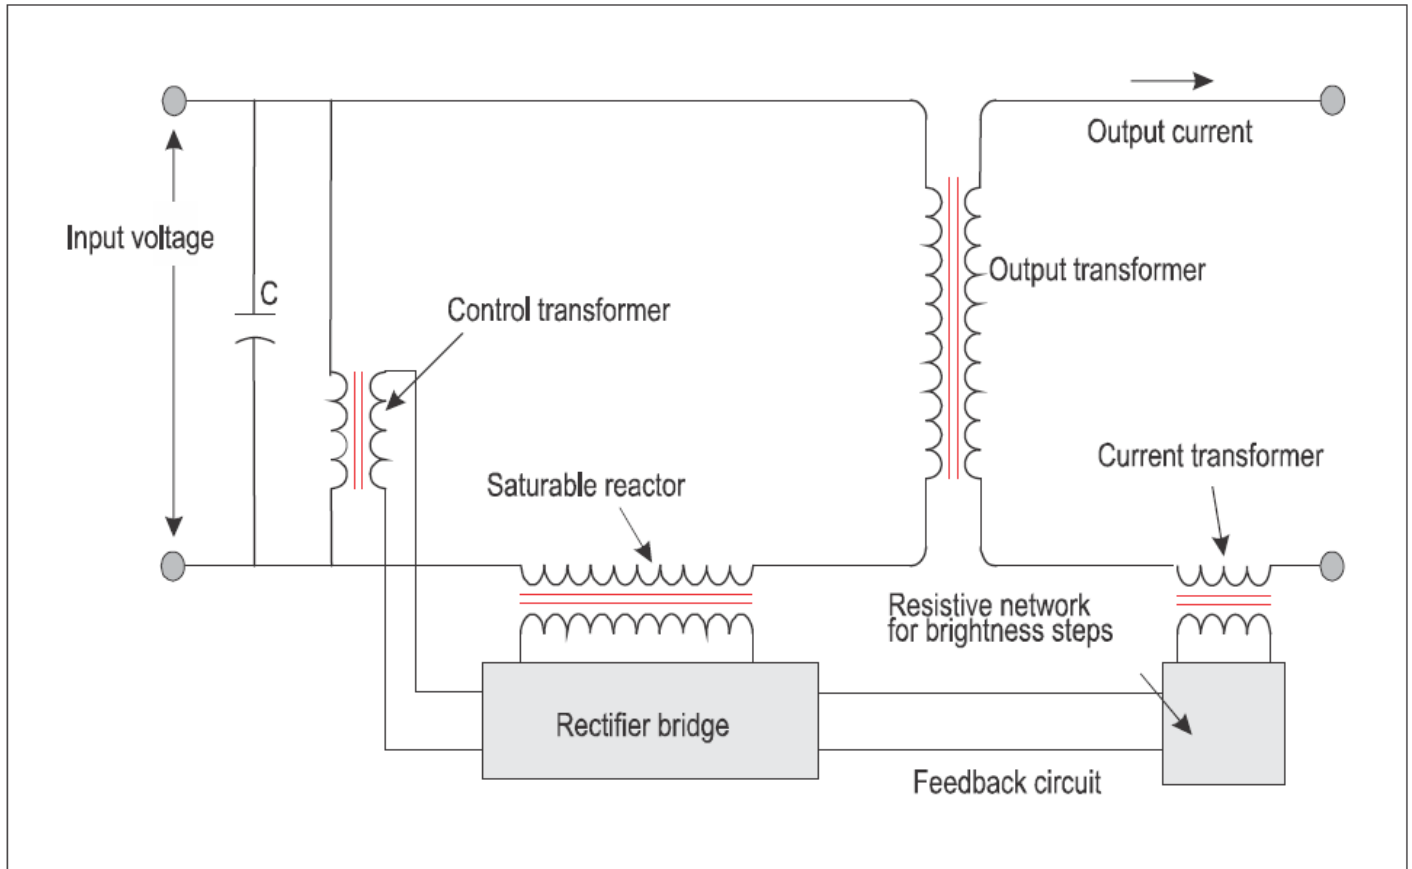 Output current
Input voltage
C
Output transformer
Control transformer
Current transformer
Saturable reactor
Resistive network
for brightness steps
Rectifier bridge
Feedback circuit